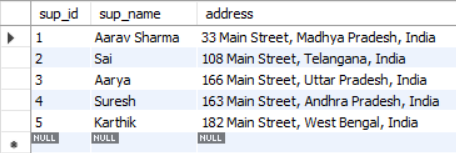 sup_id sup_name address
1 Aarav Sharma 33 Main Street, Madhya Pradesh, India
2 Sai 108 Main Street, Telangana, India
3 Aarya 166 Main Street, Uttar Pradesh, India
4 Suresh 163 Main Street, Andhra Pradesh, India
5 Karthik 182 Main Street, West Bengal, India
NULL NULL NULL